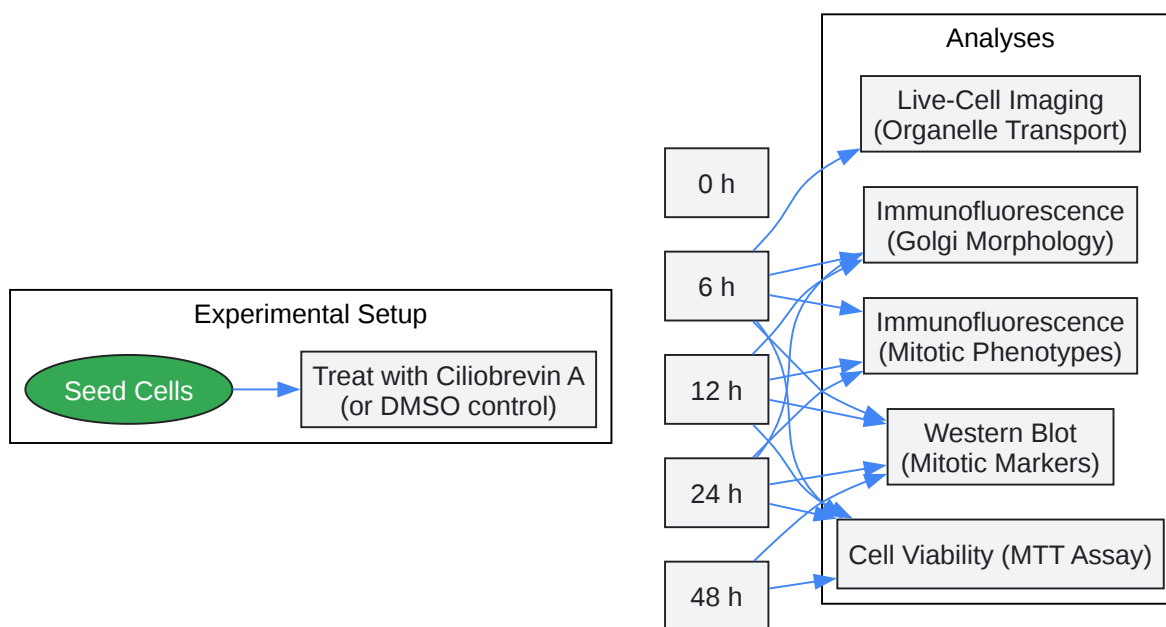 Experimental Setup
Seed Cells
Treat with Ciliobrevin A
(or DMSO control)
0 h
6 h
12 h
24 h
48 h
Analyses
Live-Cell Imaging
(Organelle Transport)
Immunofluorescence
(Golgi Morphology)
Immunofluorescence
(Mitotic Phenotypes)
Western Blot
(Mitotic Markers)
Cell Viability (MTT Assay)